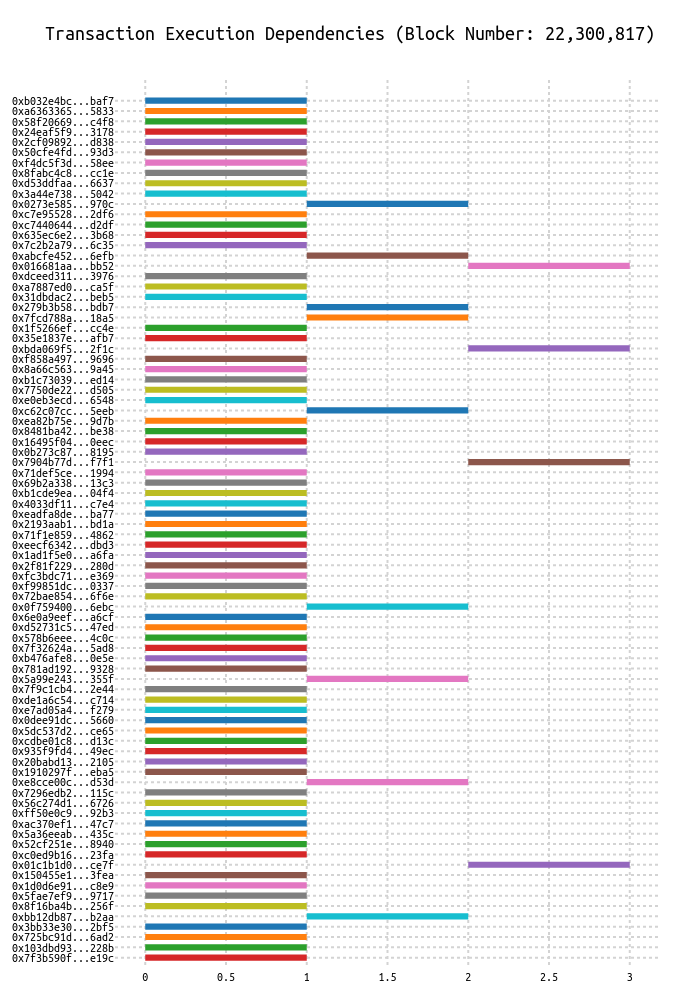 Transaction Execution Dependencies (Block Number: 22,300,817)
0xb032e4bc...baf7
0xa6363365...5833
0x58f20669...c4f8
0x24eaf5f9...3178
0x2cf09892...d838
0x50cfe4fd...93d3
0xf4dc5f3d...58ee
0x8fabc4c8...cc1e
0xd53ddfaa...6637
0x3a44e738...5042
0x0273e585...970c
0xc7e95528...2df6
0xc7440644...d2df
0x635ec6e2...3b68
0x7c2b2a79...6c35
0xabcfe452...6efb
0x016681aa...bb52
0xdceed311...3976
0xa7887ed0...ca5f
0x31dbdac2...beb5
0x279b3b58...bdb7
0x7fcd788a...18a5
0x1f5266ef...cc4e
0x35e1837e...afb7
0xbda069f5...2f1c
0xf858a497...9696
0x8a66c563...9a45
0xb1c73039...ed14
0x7750de22...d505
0xe0eb3ecd...6548
0xc62c07cc...5eeb
0xea82b75e...9d7b
0x8481ba42...be38
0x16495f04...0eec
0x0b273c87...8195
0x7904b77d...f7f1
0x71def5ce...1994
0x69b2a338...13c3
0xb1cde9ea...04f4
0x4033df11...c7e4
0xeadfa8de...ba77
0x2193aab1...bd1a
0x71f1e859...4862
0xeecf6342...dbd3
0x1ad1f5e0...a6fa
0x2f81f229...280d
0xfc3bdc71...e369
0xf99851dc...0337
0x72bae854...6f6e
0x0f759400...6ebc
0x6e0a9eef...a6cf
0xd52731c5...47ed
0x578b6eee...4c0c
0x7f32624a...5ad8
0xb476afe8...0e5e
0x781ad192...9328
0x5a99e243...355f
0x7f9c1cb4...2e44
0xde1a6c54...c714
0xe7ad05a4...f279
0x0dee91dc...5660
0x5dc537d2...ce65
0xcdbe01c8...d13c
0x935f9fd4...49ec
0x20babd13...2105
0x1910297f...eba5
0xe8cce00c...d53d
0x7296edb2...115c
0x56c274d1...6726
0xff50e0c9...92b3
0xac370ef1...47c7
0x5a36eeab...435c
0x52cf251e...8940
0xc0ed9b16...23fa
0x01c1b1d0...ce7f
0x150455e1...3fea
0x1d0d6e91...c8e9
0x5fae7ef9...9717
0x8f16ba4b...256f
0xbb12db87...b2aa
0x3bb33e30...2bf5
0x725bc91d...6ad2
0x103dbd93...228b
0x7f3b590f...e19c
0 0.5 1 1.5 2 2.5 3